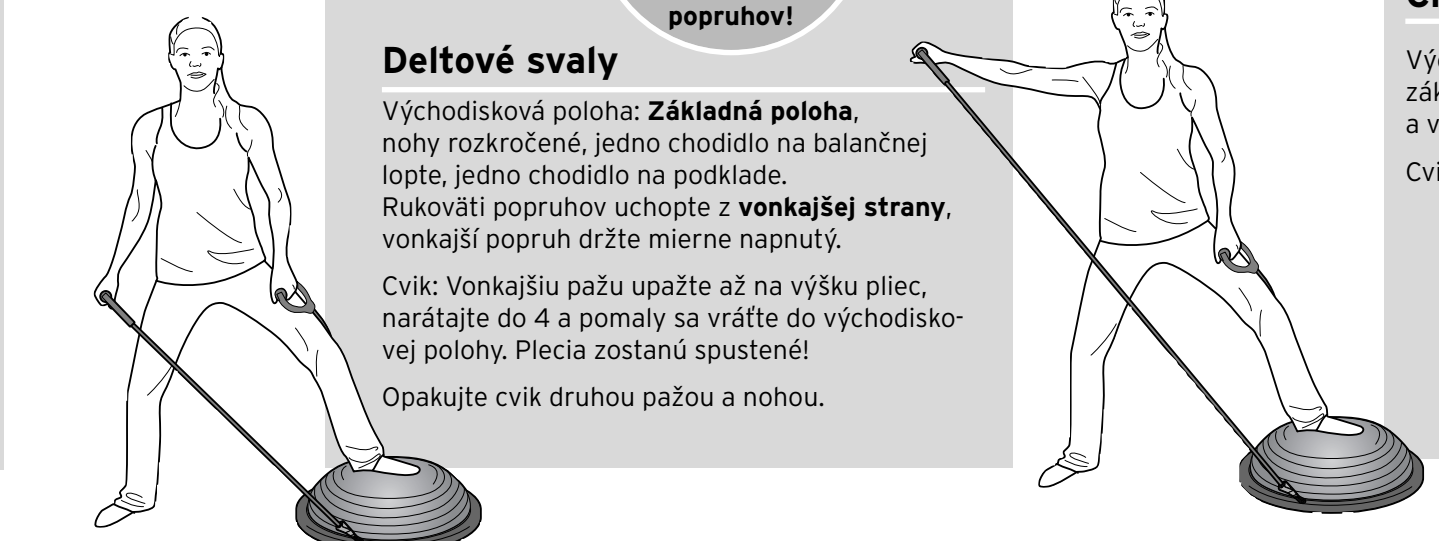 popruhov!
Deltové svaly
Východisková poloha: Základná poloha,
nohy rozkročené, jedno chodidlo na balančnej
lopte, jedno chodidlo na podklade.
Rukoväti popruhov uchopte z vonkajšej strany,
vonkajší popruh držte mierne napnutý.
Cvik: Vonkajšiu pažu upažte až na výšku pliec,
narátajte do 4 a pomaly sa vráťte do východisko-
vej polohy. Plecia zostanú spustené!
Opakujte cvik druhou pažou a nohou.
a v